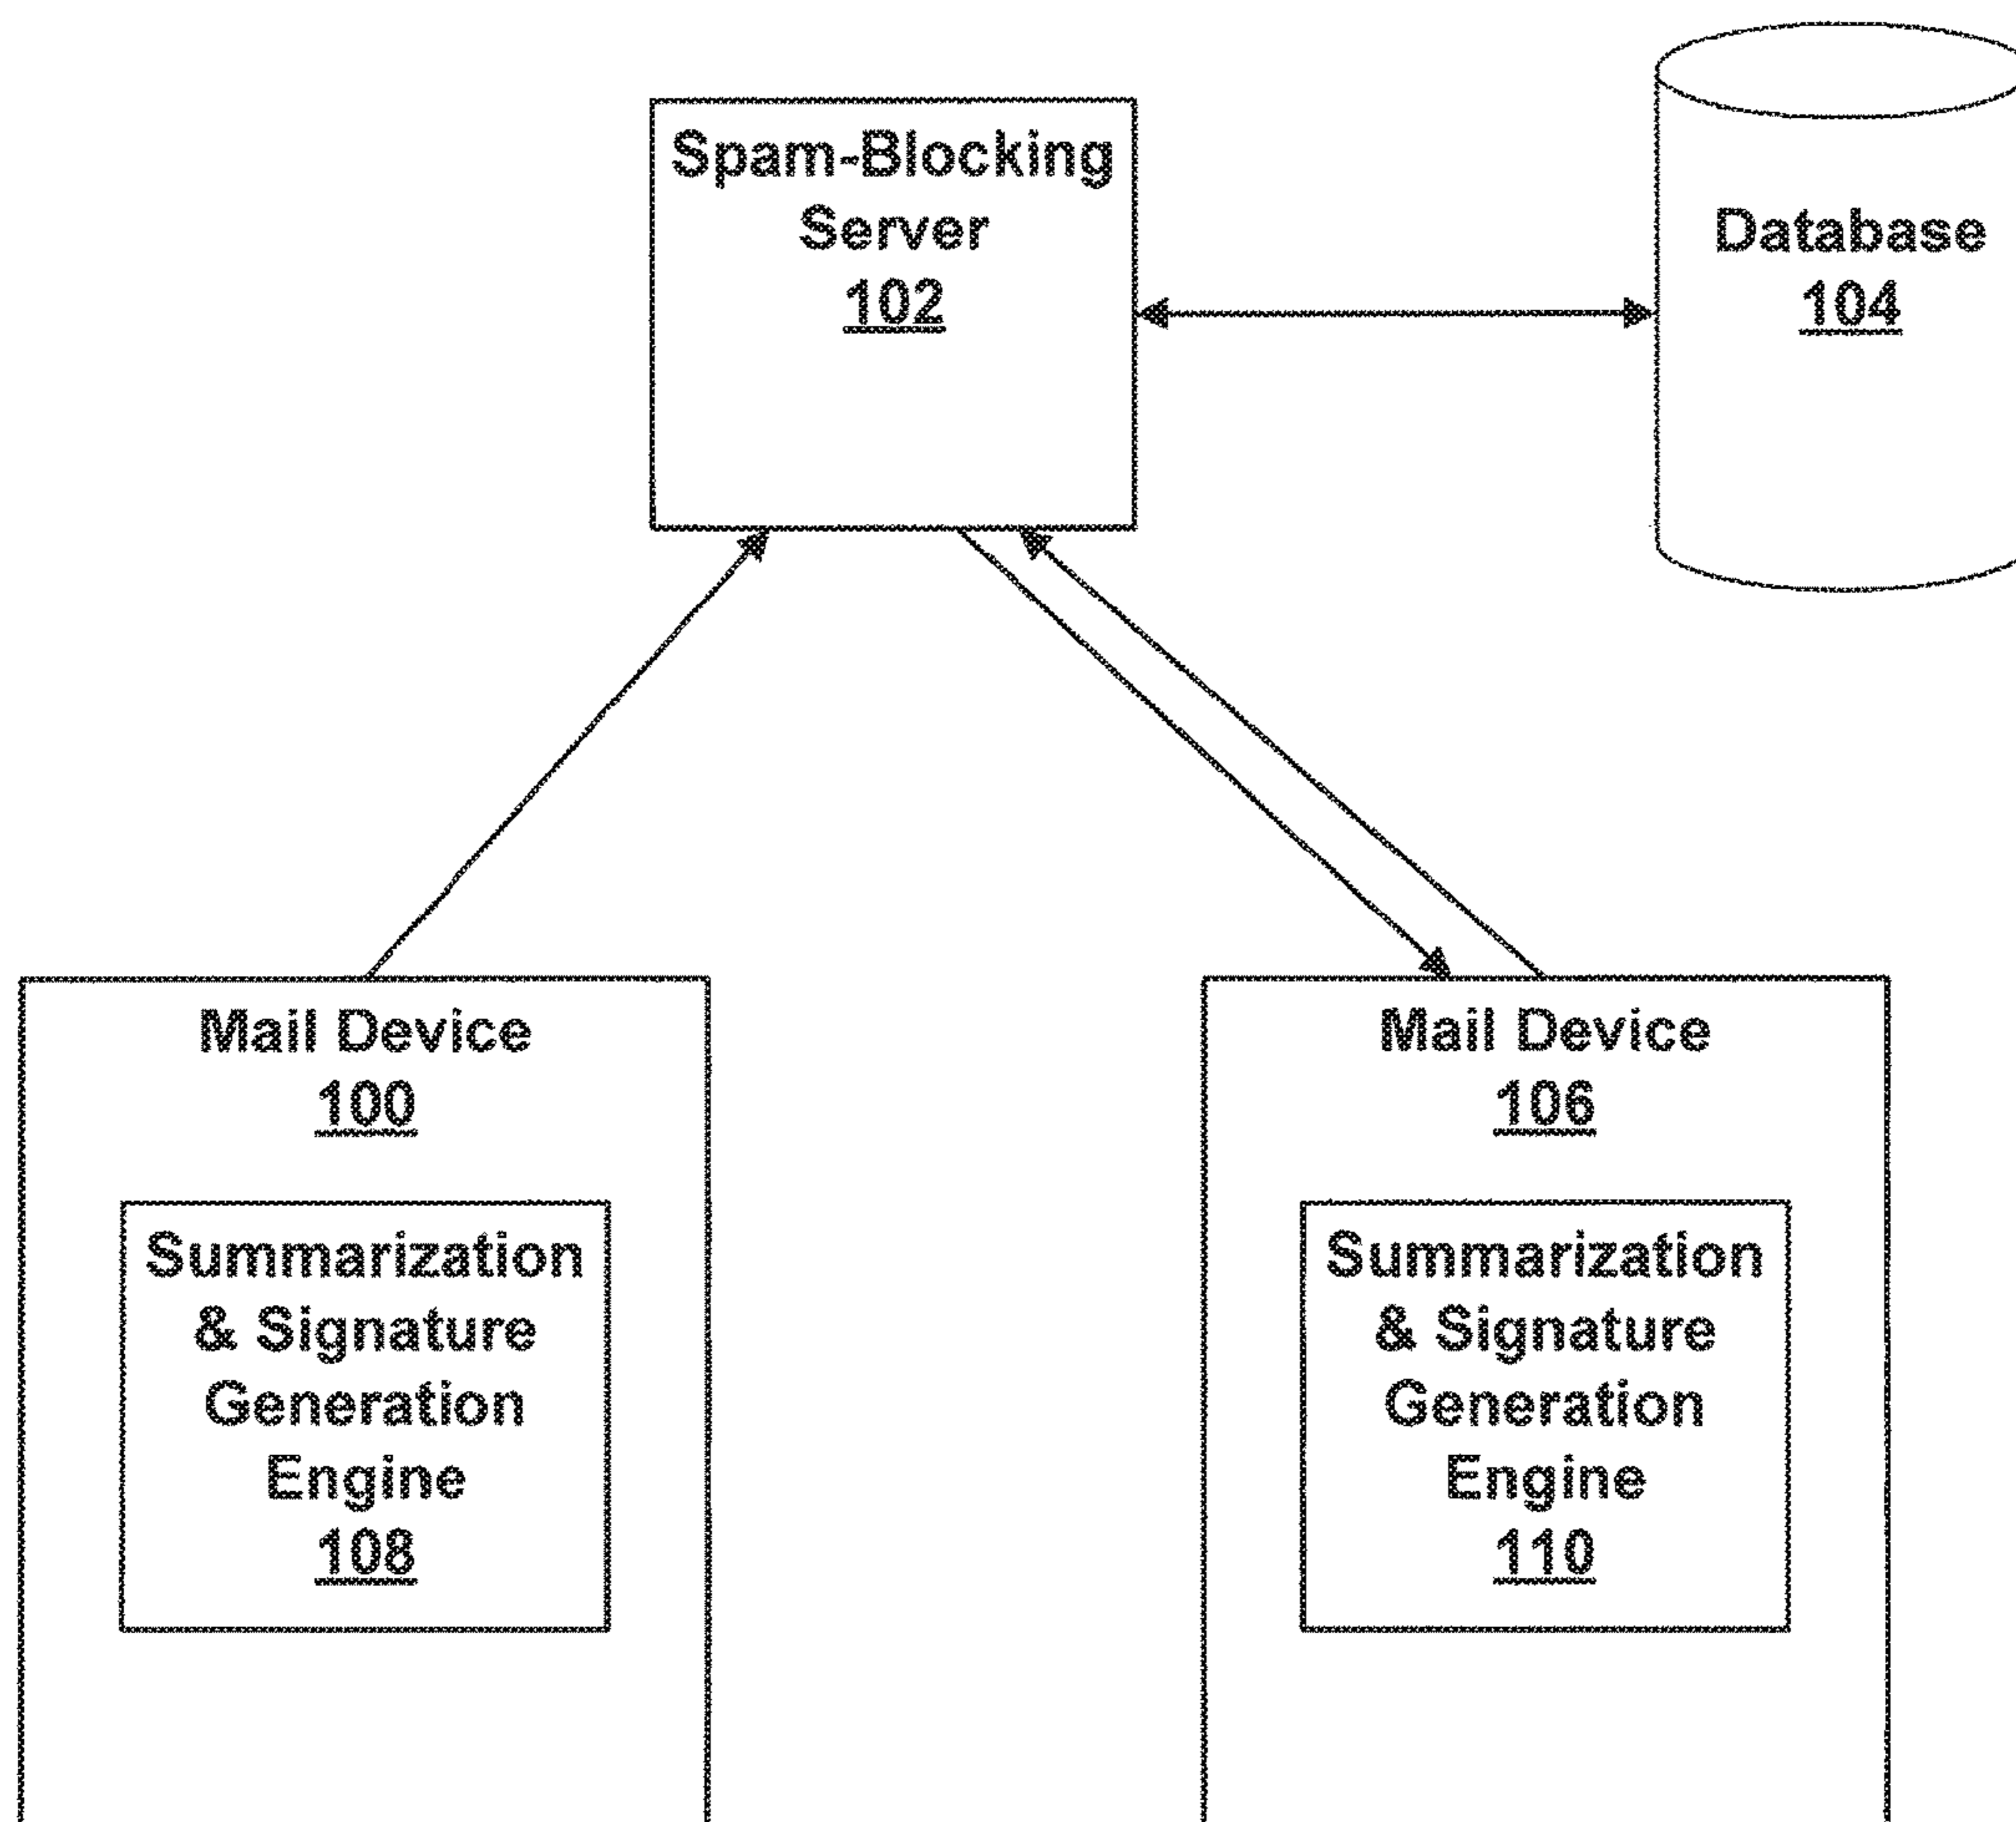 Spam-Blocking
Server
102
Database
104
Mail Device
100
Summarization
& Signature
Generation
Engine
108
Mail Device
106
Summarization
& Signature
Generation
Engine
110